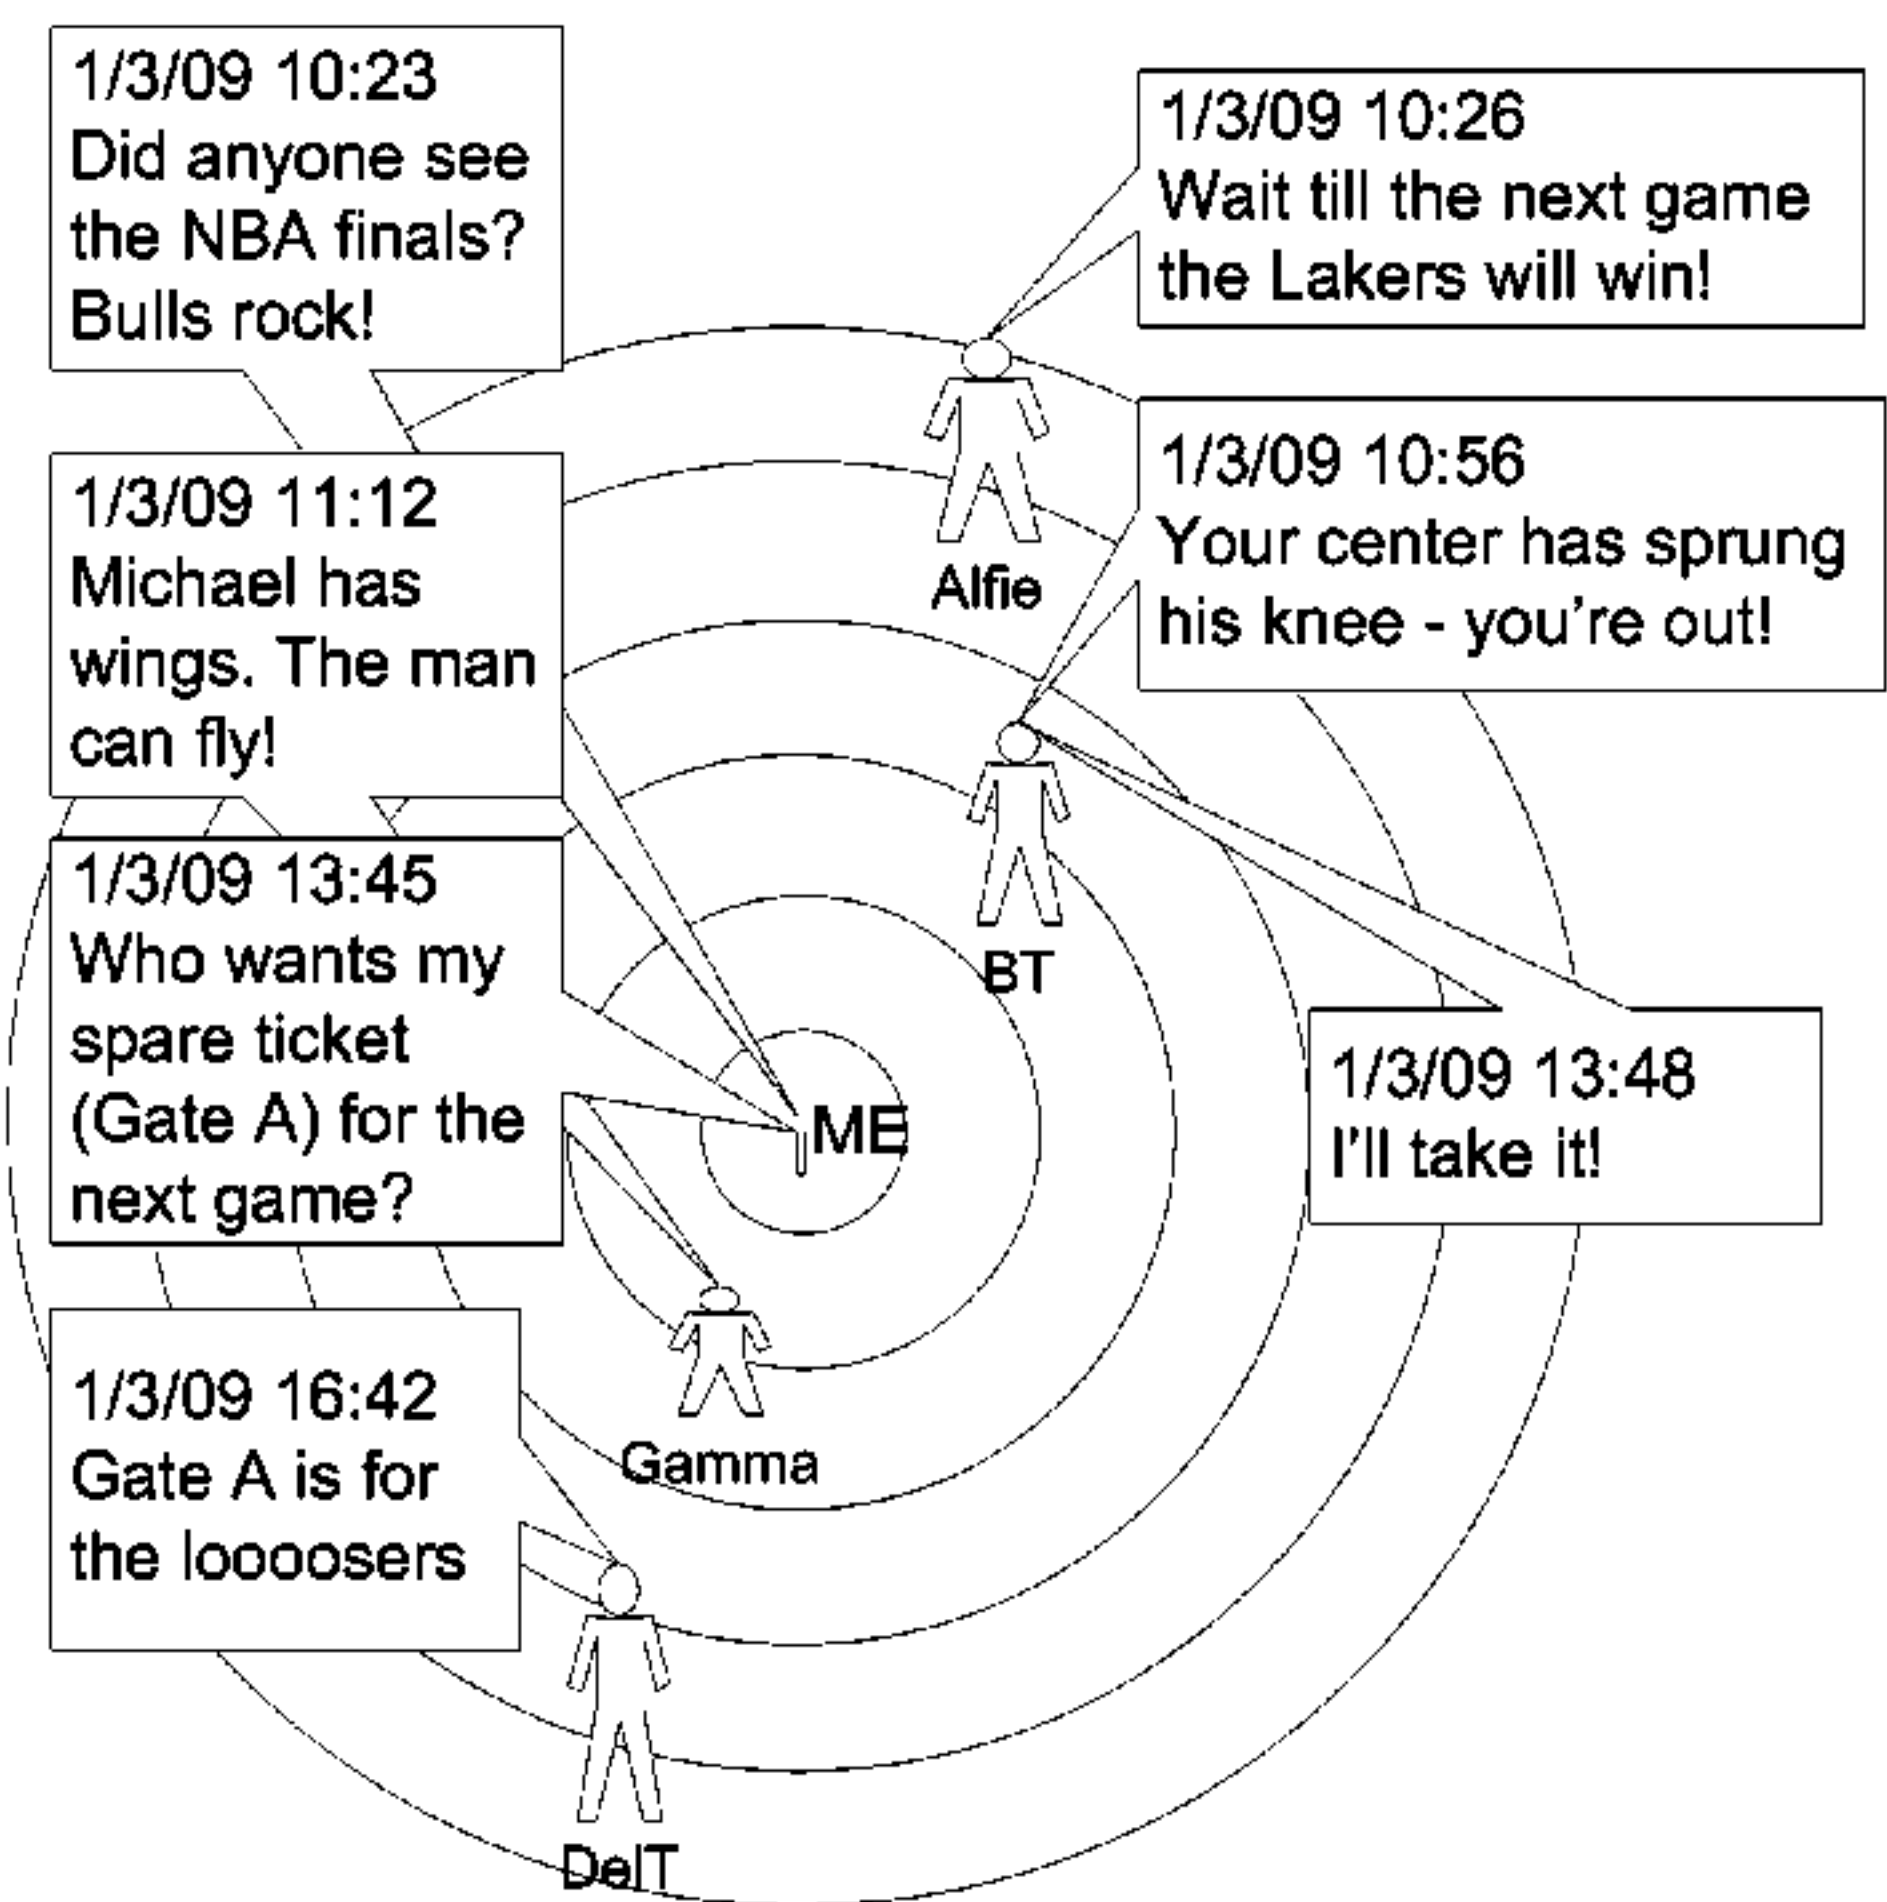 1/3/09 10:23
Did anyone see
the NBA finals?
Bulls rock!
1/3/09 10:26
Wait till the next game
the Lakers will win!
Alfie
1/3/09 10:56
Your center has sprung
his knee - you're out!
BT
1/3/09 11:12
Michael has
wings. The man
can fly!
1/3/09 13:45
Who wants my
spare ticket
(Gate A) for the
next game?
ME
1/3/09 13:48
I'll take it!
Gamma
1/3/09 16:42
Gate A is for
the loooosers
DelT